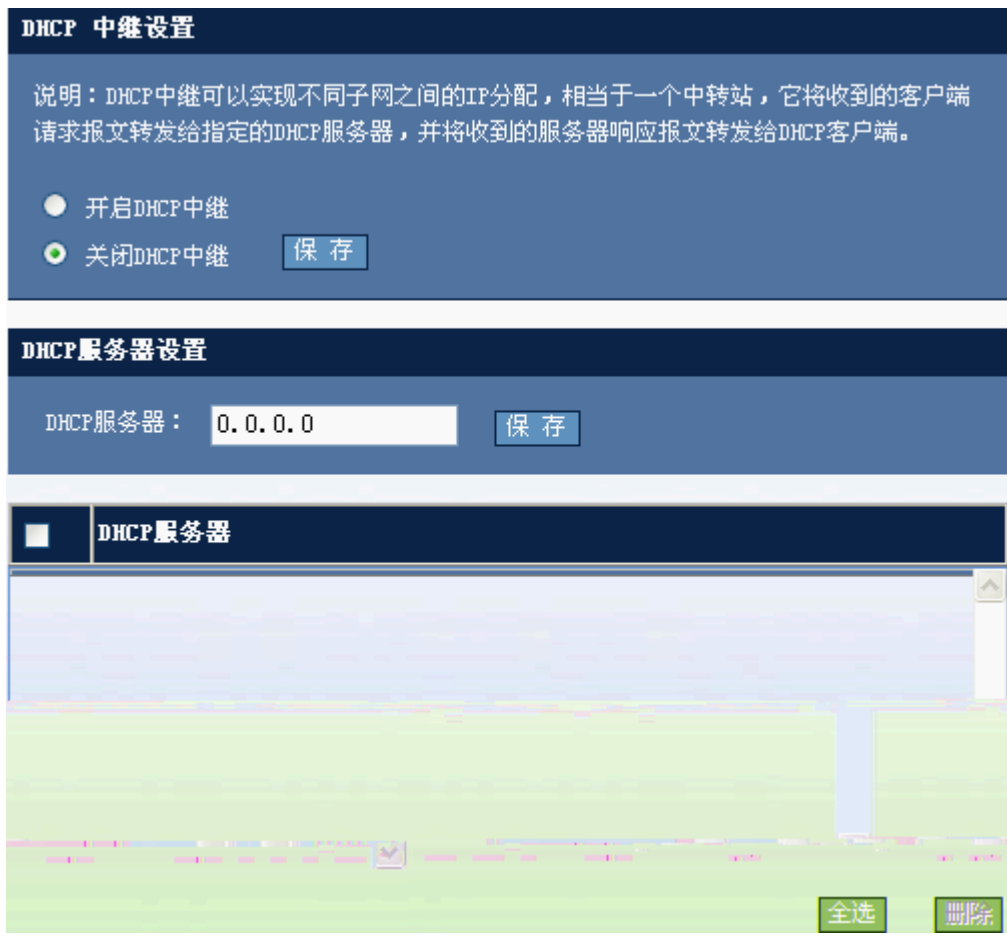 DHCP 中继设置
说明：DHCP中继可以实现不同子网之间的IP分配，相当于一个中转站，它将收到的客户端
请求报文转发给指定的DHCP服务器，并将收到的服务器响应报文转发给DHCP客户端。
开启DHCP中继
关闭DHCP中继 保存
DHCP服务器设置
DHCP服务器： 0.0.0.0 保存
DHCP服务器
全选 删除